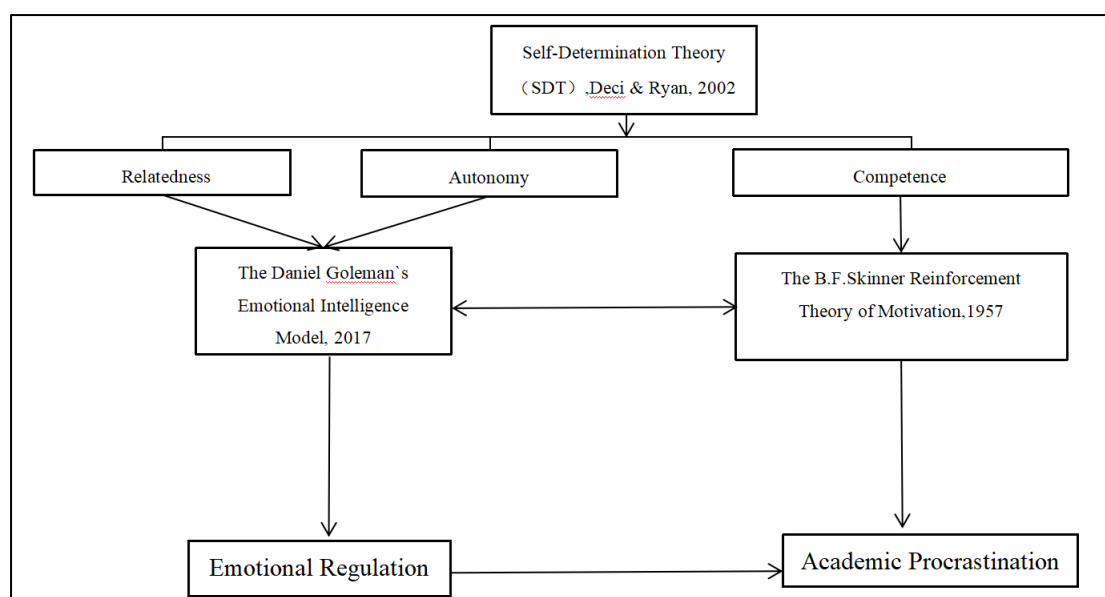 Self-Determination Theory
（SDT）,Deci & Ryan, 2002
Relatedness
Autonomy
Competence
The Daniel Goleman`s
Emotional Intelligence
Model, 2017
The B.F.Skinner Reinforcement
Theory of Motivation,1957
Emotional Regulation
Academic Procrastination